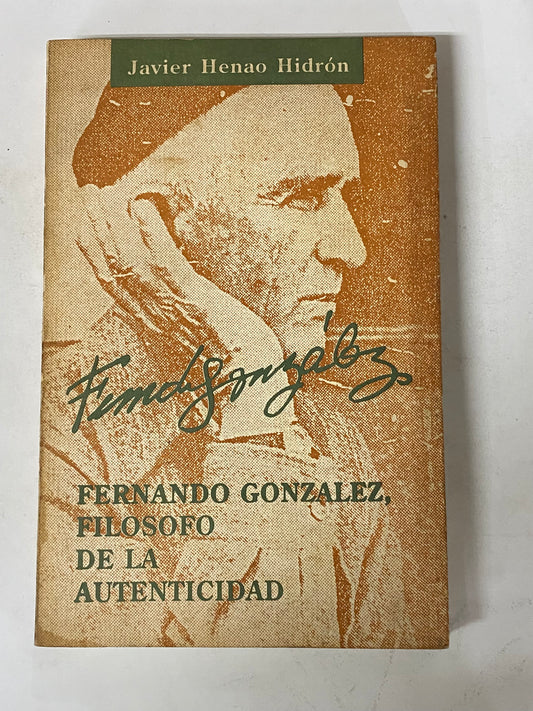 Javier Henao Hidrón
Fernando González
FERNANDO GONZALEZ,
FILOSOFO
DE LA
AUTENTICIDAD